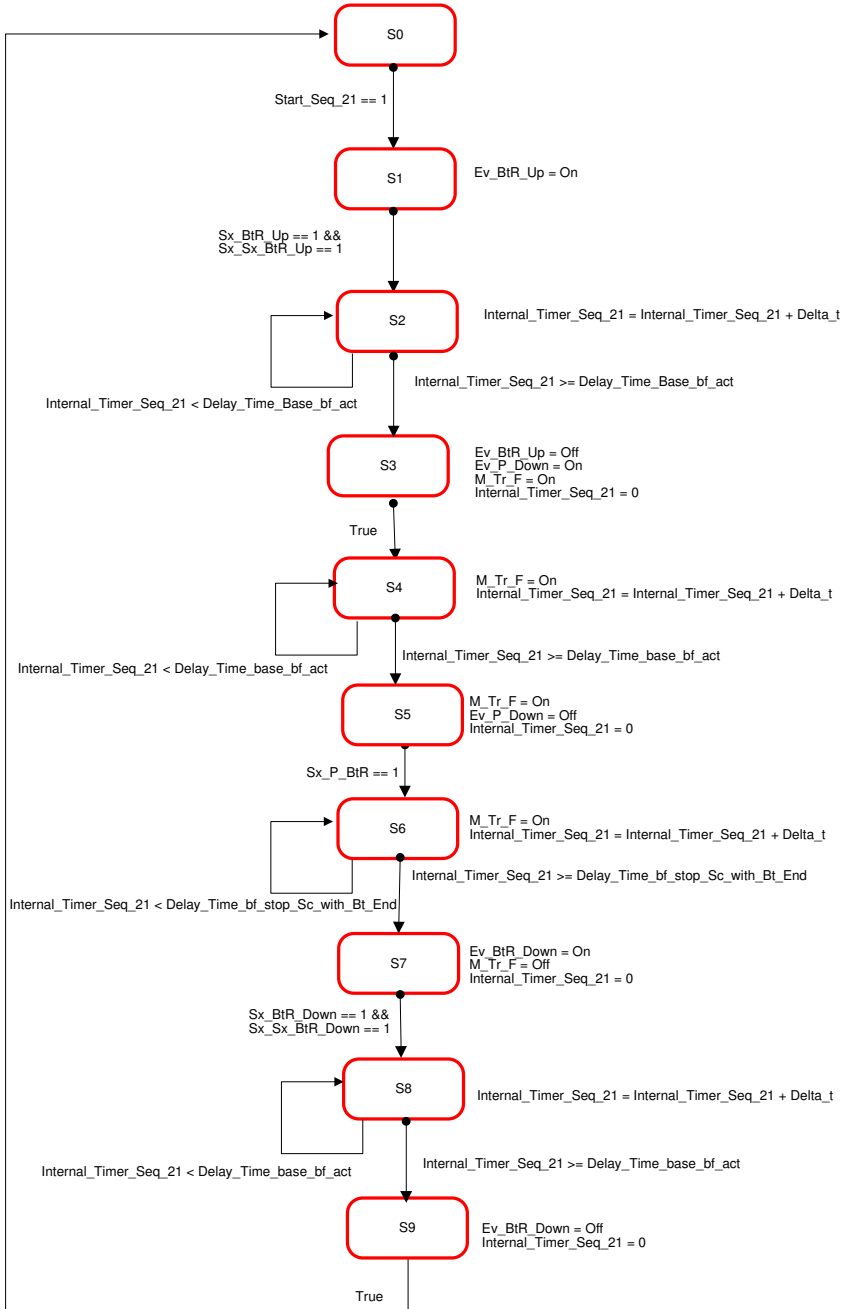 S0
Start_Seq_21 == 1
S1
Ev_BtR_Up = On
Sx_BtR_Up == 1 &&
Sx_Sx_BtR_Up == 1
S2
Internal_Timer_Seq_21 = Internal_Timer_Seq_21 + Delta_t
Internal_Timer_Seq_21 >= Delay_Time_Base_bf_act
Internal_Timer_Seq_21 < Delay_Time_Base_bf_act
S3
Ev_BtR_Up = Off
Ev_P_Down = On
M_Tr_F = On
Internal_Timer_Seq_21 = 0
True
S4
M_Tr_F = On
Internal_Timer_Seq_21 = Internal_Timer_Seq_21 + Delta_t
Internal_Timer_Seq_21 >= Delay_Time_base_bf_act
Internal_Timer_Seq_21 < Delay_Time_base_bf_act
S5
M_Tr_F = On
Ev_P_Down = Off
Internal_Timer_Seq_21 = 0
Sx_P_BtR == 1
S6
M_Tr_F = On
Internal_Timer_Seq_21 = Internal_Timer_Seq_21 + Delta_t
Internal_Timer_Seq_21 >= Delay_Time_bf_stop_Sc_with_Bt_End
Internal_Timer_Seq_21 < Delay_Time_bf_stop_Sc_with_Bt_End
S7
Ev_BtR_Down = On
M_Tr_F = Off
Internal_Timer_Seq_21 = 0
Sx_BtR_Down == 1 &&
Sx_Sx_BtR_Down == 1
S8
Internal_Timer_Seq_21 = Internal_Timer_Seq_21 + Delta_t
Internal_Timer_Seq_21 >= Delay_Time_base_bf_act
Internal_Timer_Seq_21 < Delay_Time_base_bf_act
S9
Ev_BtR_Down = Off
Internal_Timer_Seq_21 = 0
True